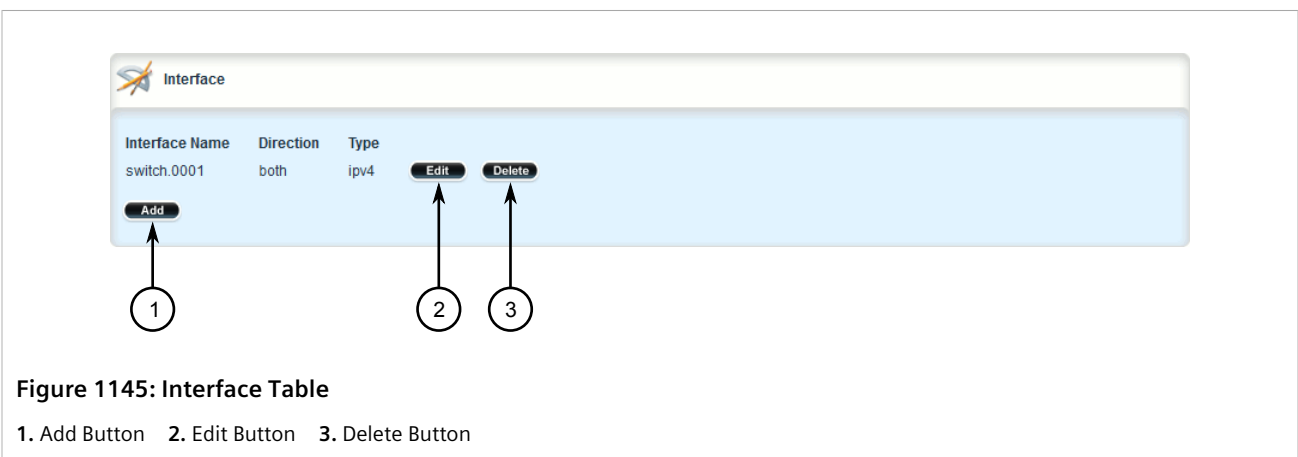 Interface
Interface Name Direction Type
switch.0001 both ipv4 Edit Delete
Add
1 2 3
Figure 1145: Interface Table
1. Add Button 2. Edit Button 3. Delete Button